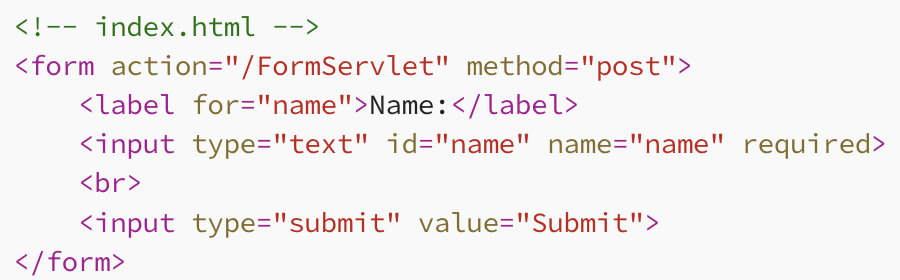 <!-- index.html -->
<form action="/FormServlet" method="post">
    <label for="name">Name:</label>
    <input type="text" id="name" name="name" required>
    <br>
    <input type="submit" value="Submit">
</form>